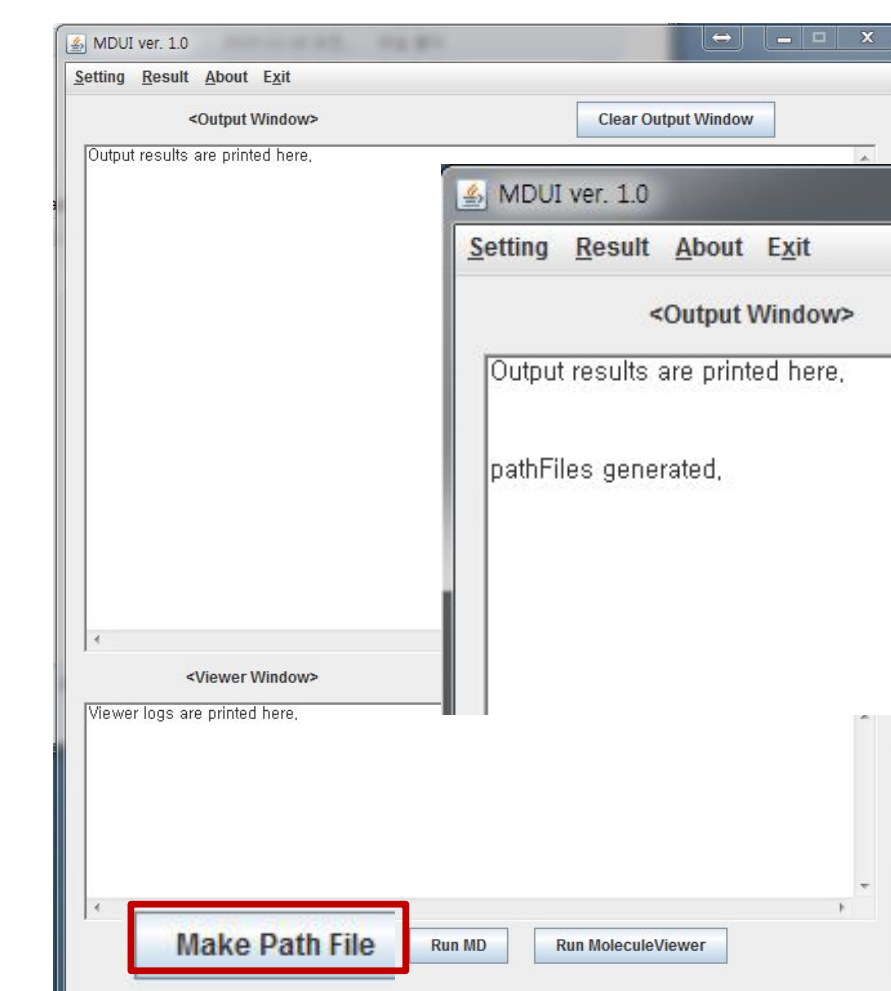 MDUI ver. 1.0
Setting Result About Exit
<Output Window>
Clear Output Window
Output results are printed here,
MDUI ver. 1.0
Setting Result About Exit
<Output Window>
Output results are printed here,
pathFiles generated,
<Viewer Window>
Viewer logs are printed here,
Make Path File
Run MD
Run MoleculeViewer